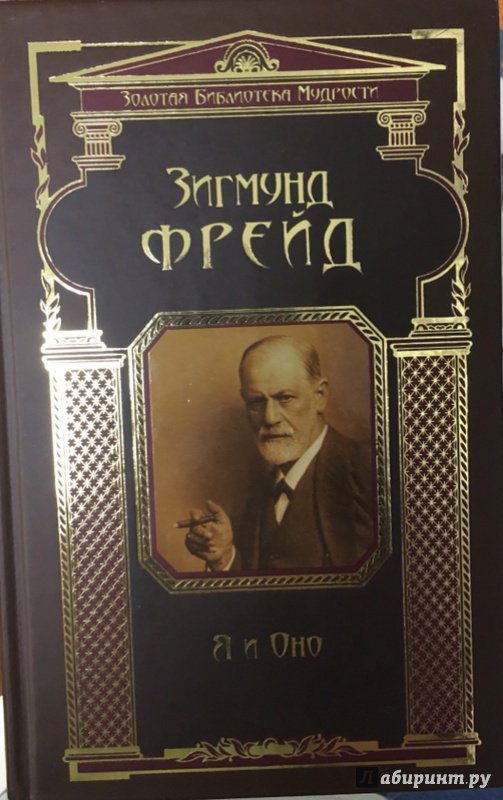 Золотая Библиотека Мудрости
Зигмунд
Фрейд
Я и Оно
Лабиринт.ру